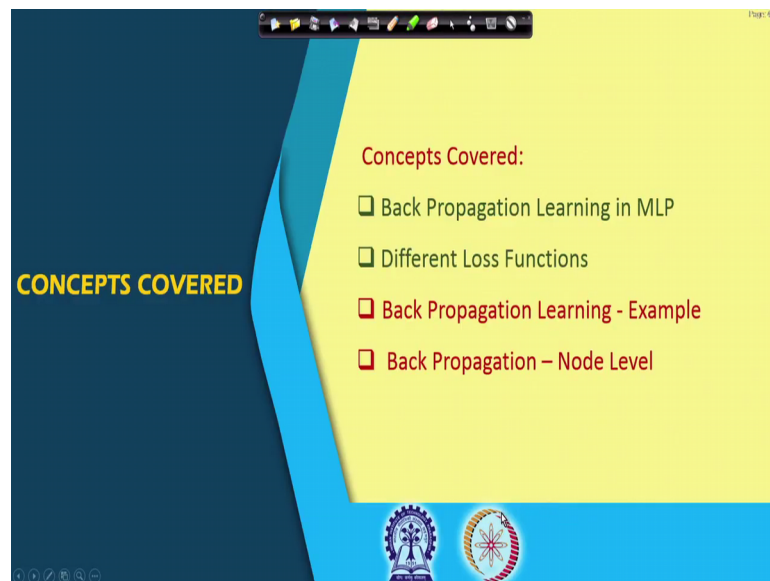 CONCEPTS COVERED
Concepts Covered:
Back Propagation Learning in MLP
Different Loss Functions
Back Propagation Learning - Example
Back Propagation – Node Level